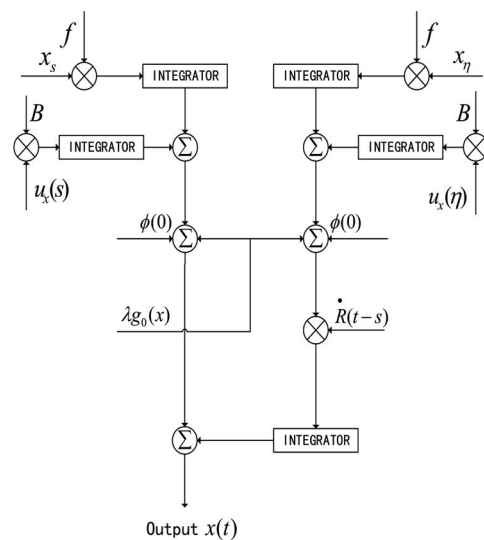 f f
x_s x_η
INTEGRATOR INTEGRATOR
B B
INTEGRATOR Σ Σ INTEGRATOR
u_x(s) u_x(η)
ϕ(0) Σ Σ ϕ(0)
λg_0(x) Ṙ(t−s)
Σ INTEGRATOR
Output x(t)